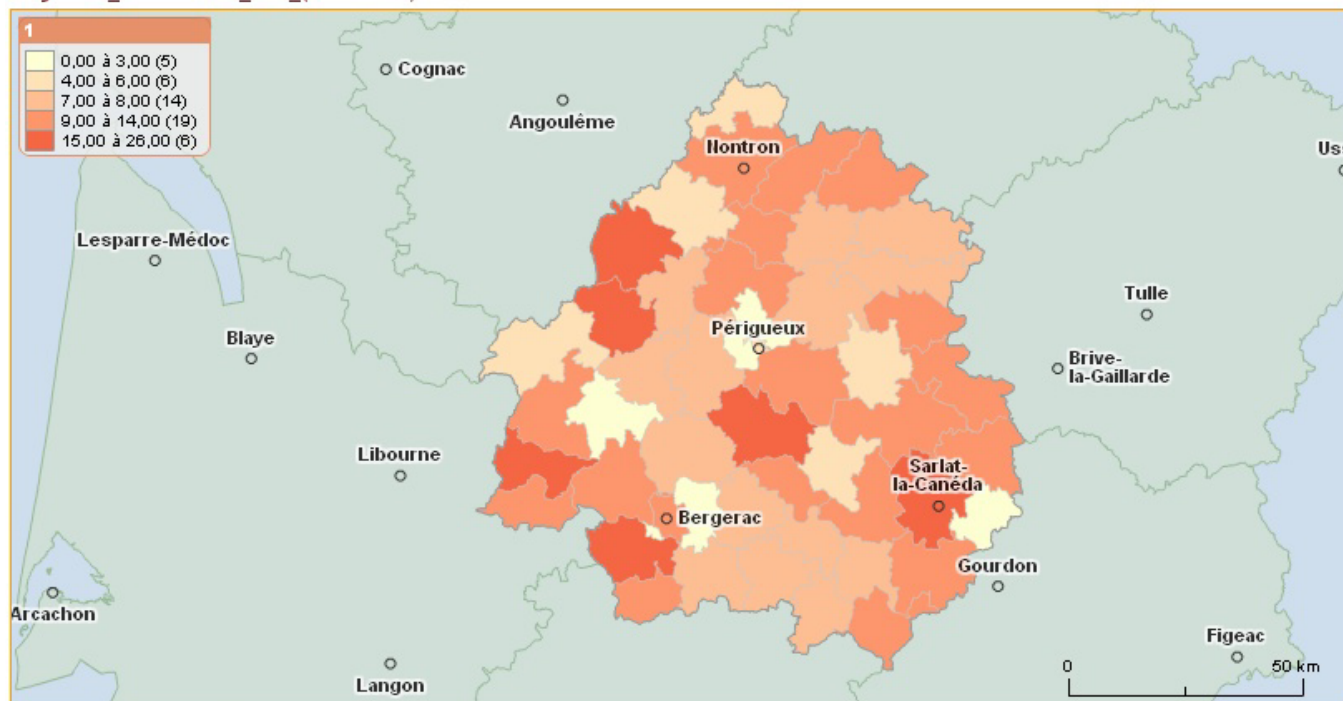 1
0,00 à 3,00 (5)
4,00 à 6,00 (6)
7,00 à 8,00 (14)
9,00 à 14,00 (19)
15,00 à 26,00 (6)
Cognac
Angoulême
Nontron
Lesparre-Médoc
Tulle
Périgueux
Blaye
Brive-
la-Gaillarde
Libourne
Sarlat-
la-Canéda
Bergerac
Gourdon
Arcachon
Figeac
Langon
0
50 km